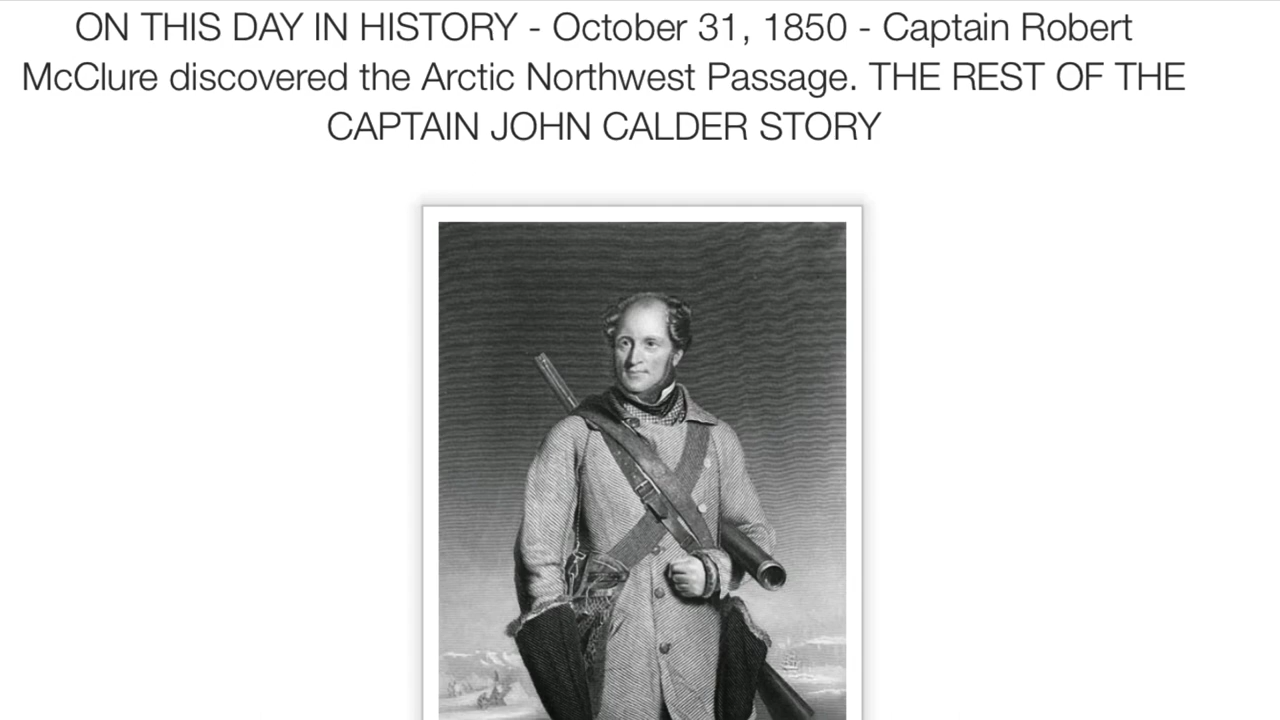 ON THIS DAY IN HISTORY - October 31, 1850 - Captain Robert
McClure discovered the Arctic Northwest Passage. THE REST OF THE
CAPTAIN JOHN CALDER STORY